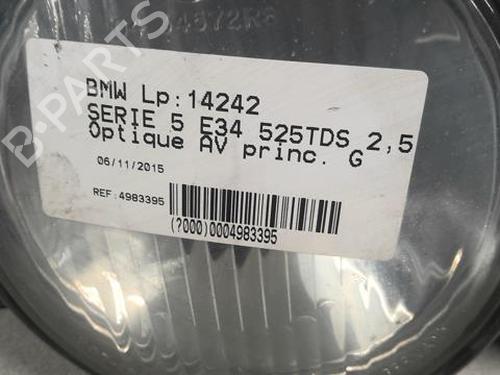 BMW Lp:14242
SERIE 5 E34 525TDS 2,5
Optique AV princ. G
06/11/2015
REF:4983395
(?000)0004983395
B-PARTS